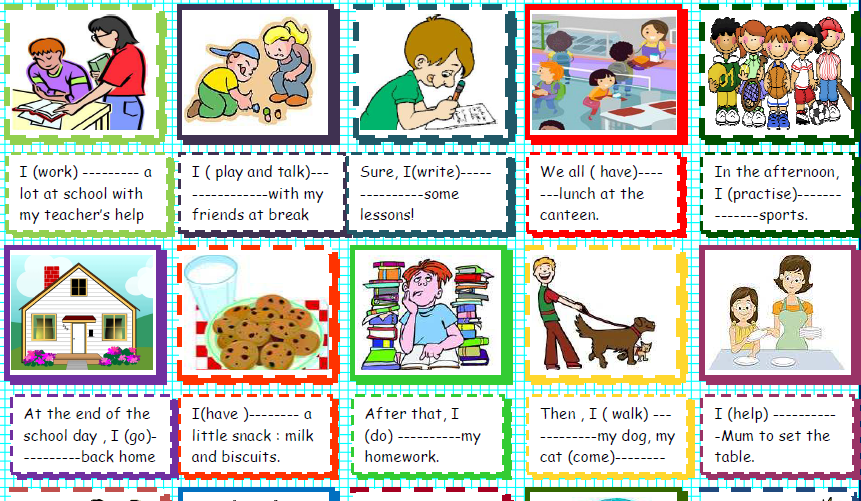 I (work) --------- a
lot at school with
my teacher's help
I ( play and talk)---
-------------with my
friends at break
Sure, I(write)-----
------------some
lessons!
We all ( have)----
---lunch at the
canteen.
In the afternoon,
I (practise)-------
------------sports.
At the end of the
school day , I (go)-
---------back home
I(have )-------- a
little snack : milk
and biscuits.
After that, I
(do) ----------my
homework.
Then , I ( walk) ---
-----------my dog, my
cat (come)--------
I (help) ----------
-Mum to set the
table.